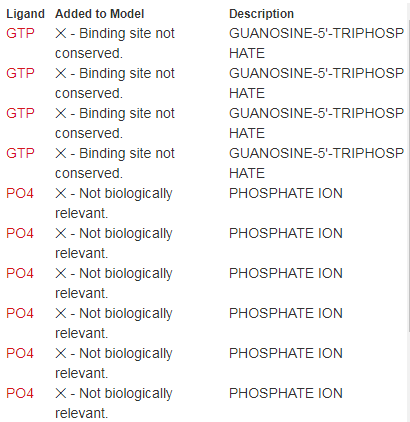 Ligand Added to Model Description
GTP ✕ - Binding site not GUANOSINE-5'-TRIPHOSP
conserved. HATE
GTP ✕ - Binding site not GUANOSINE-5'-TRIPHOSP
conserved. HATE
GTP ✕ - Binding site not GUANOSINE-5'-TRIPHOSP
conserved. HATE
GTP ✕ - Binding site not GUANOSINE-5'-TRIPHOSP
conserved. HATE
PO4 ✕ - Not biologically PHOSPHATE ION
relevant.
PO4 ✕ - Not biologically PHOSPHATE ION
relevant.
PO4 ✕ - Not biologically PHOSPHATE ION
relevant.
PO4 ✕ - Not biologically PHOSPHATE ION
relevant.
PO4 ✕ - Not biologically PHOSPHATE ION
relevant.
PO4 ✕ - Not biologically PHOSPHATE ION
relevant.